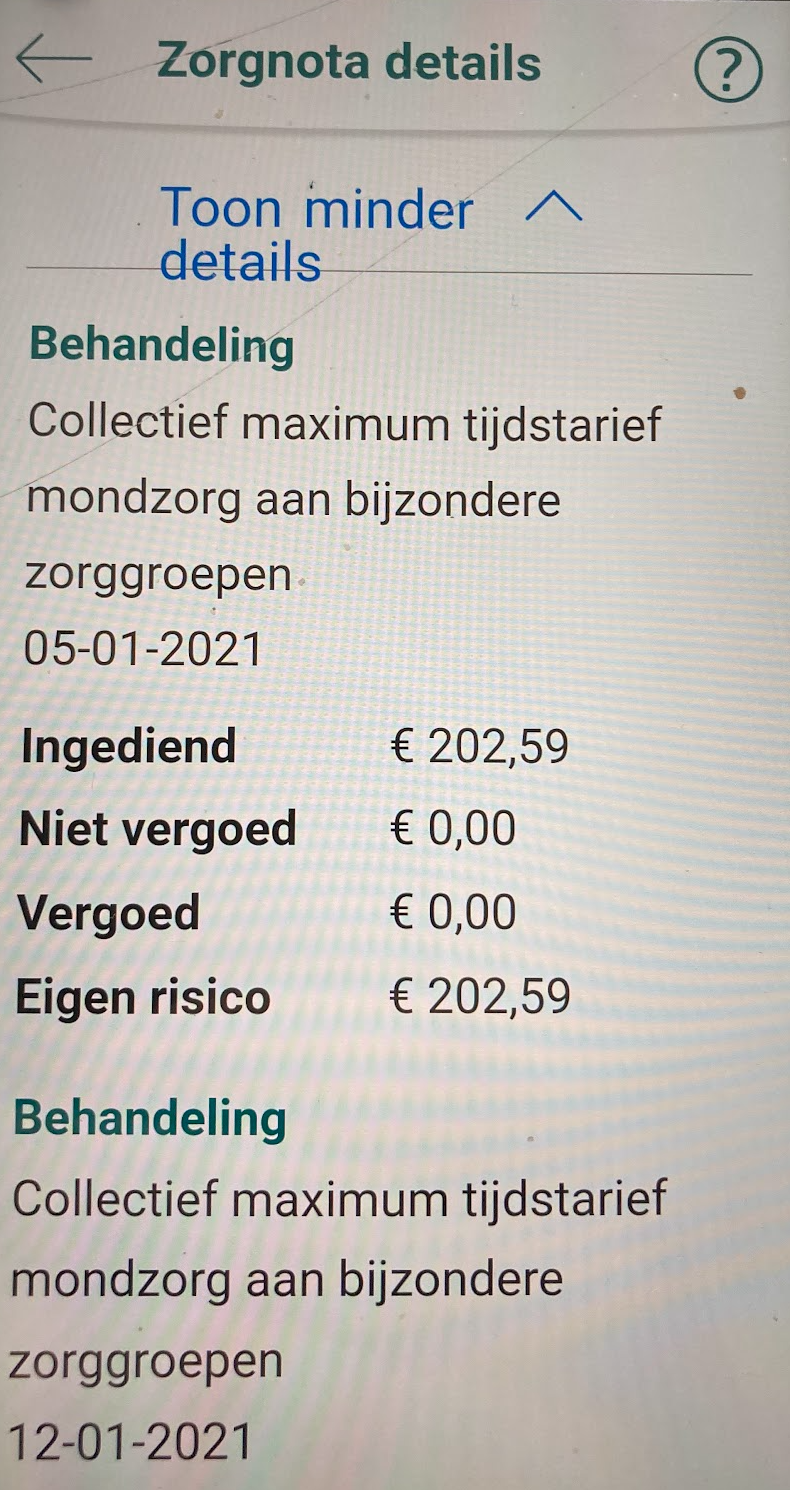 Zorgnota details
?
Toon minder
details
Behandeling
Collectief maximum tijdstarief
mondzorg aan bijzondere
zorggroepen
05-01-2021
Ingediend € 202,59
Niet vergoed € 0,00
Vergoed € 0,00
Eigen risico € 202,59
Behandeling
Collectief maximum tijdstarief
mondzorg aan bijzondere
zorggroepen
12-01-2021